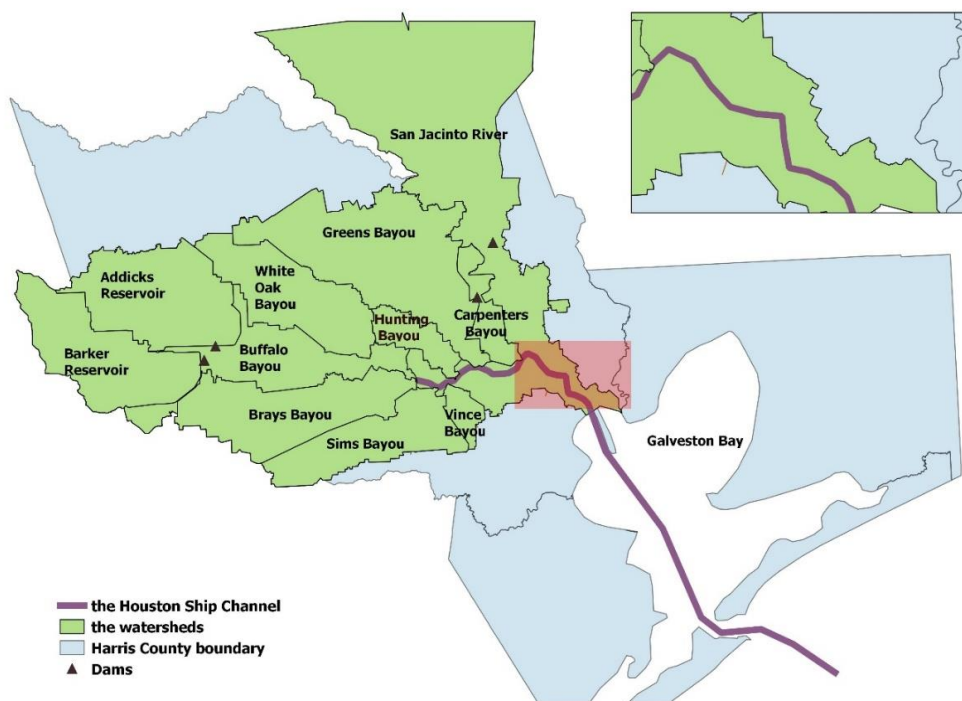 San Jacinto River
Greens Bayou
Addicks
Reservoir
White
Oak
Bayou
Hunting
Bayou
Carpenters
Bayou
Barker
Reservoir
Buffalo
Bayou
Brays Bayou
Vince
Bayou
Sims Bayou
Galveston Bay
the Houston Ship Channel
the watersheds
Harris County boundary
Dams